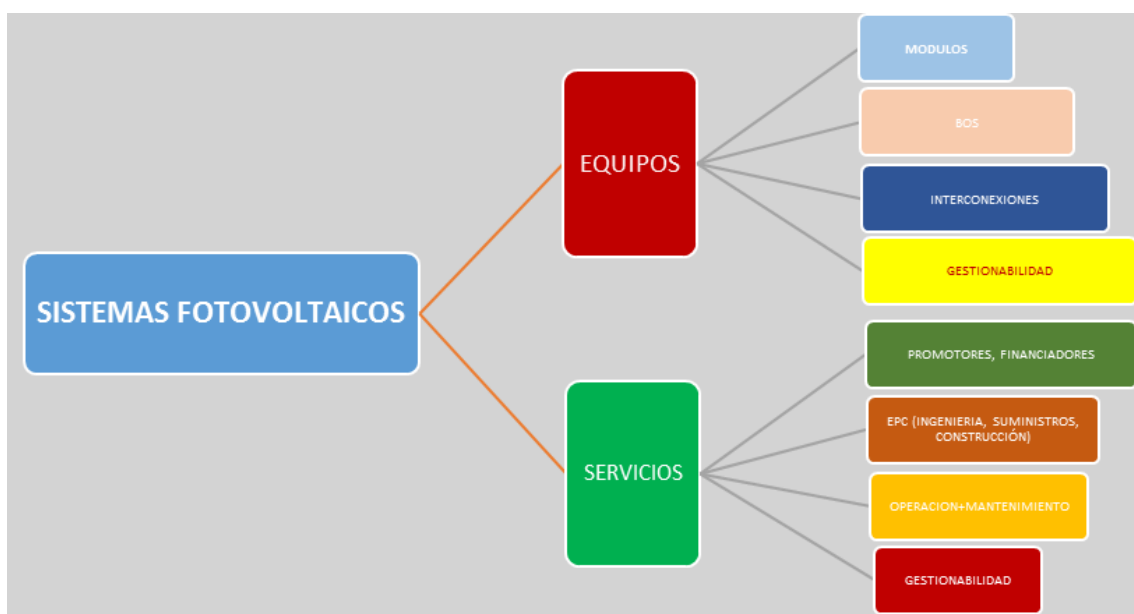 SISTEMAS FOTOVOLTAICOS
EQUIPOS
MODULOS
BOS
INTERCONEXIONES
GESTIONABILIDAD
SERVICIOS
PROMOTORES, FINANCIADORES
EPC (INGENIERIA, SUMINISTROS,
CONSTRUCCIÓN)
OPERACION+MANTENIMIENTO
GESTIONABILIDAD